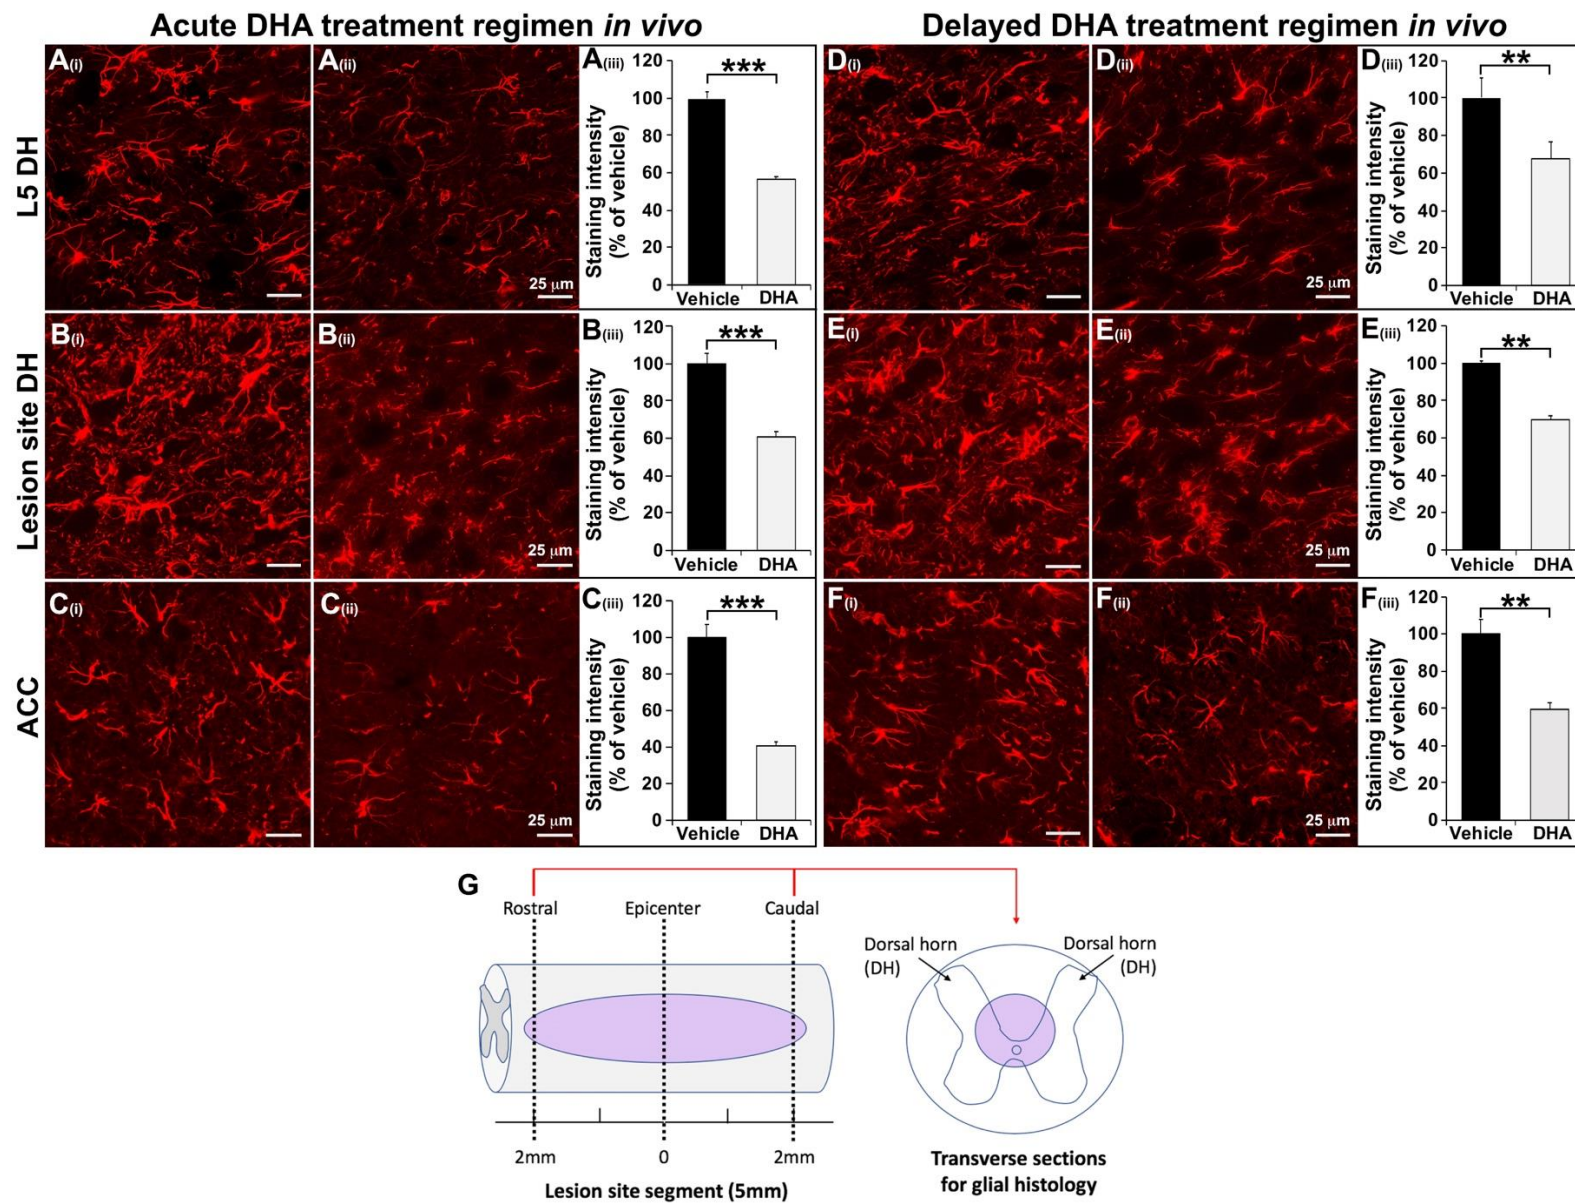 Acute DHA treatment regimen in vivo
Delayed DHA treatment regimen in vivo
L5 DH
A(i)
A(ii)
25 μm
A(iii)
Staining intensity
(% of vehicle)
120
100
80
60
40
20
0
***
Vehicle DHA
D(i)
D(ii)
25 μm
D(iii)
Staining intensity
(% of vehicle)
120
100
80
60
40
20
0
**
Vehicle DHA
Lesion site DH
B(i)
B(ii)
25 μm
B(iii)
Staining intensity
(% of vehicle)
120
100
80
60
40
20
0
***
Vehicle DHA
E(i)
E(ii)
25 μm
E(iii)
Staining intensity
(% of vehicle)
120
100
80
60
40
20
0
**
Vehicle DHA
ACC
C(i)
C(ii)
25 μm
C(iii)
Staining intensity
(% of vehicle)
120
100
80
60
40
20
0
***
Vehicle DHA
F(i)
F(ii)
25 μm
F(iii)
Staining intensity
(% of vehicle)
120
100
80
60
40
20
0
**
Vehicle DHA
G
Rostral
Epicenter
Caudal
2mm
0
2mm
Lesion site segment (5mm)
Dorsal horn
(DH)
Dorsal horn
(DH)
Transverse sections
for glial histology